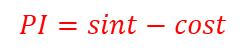 PI = sint − cost